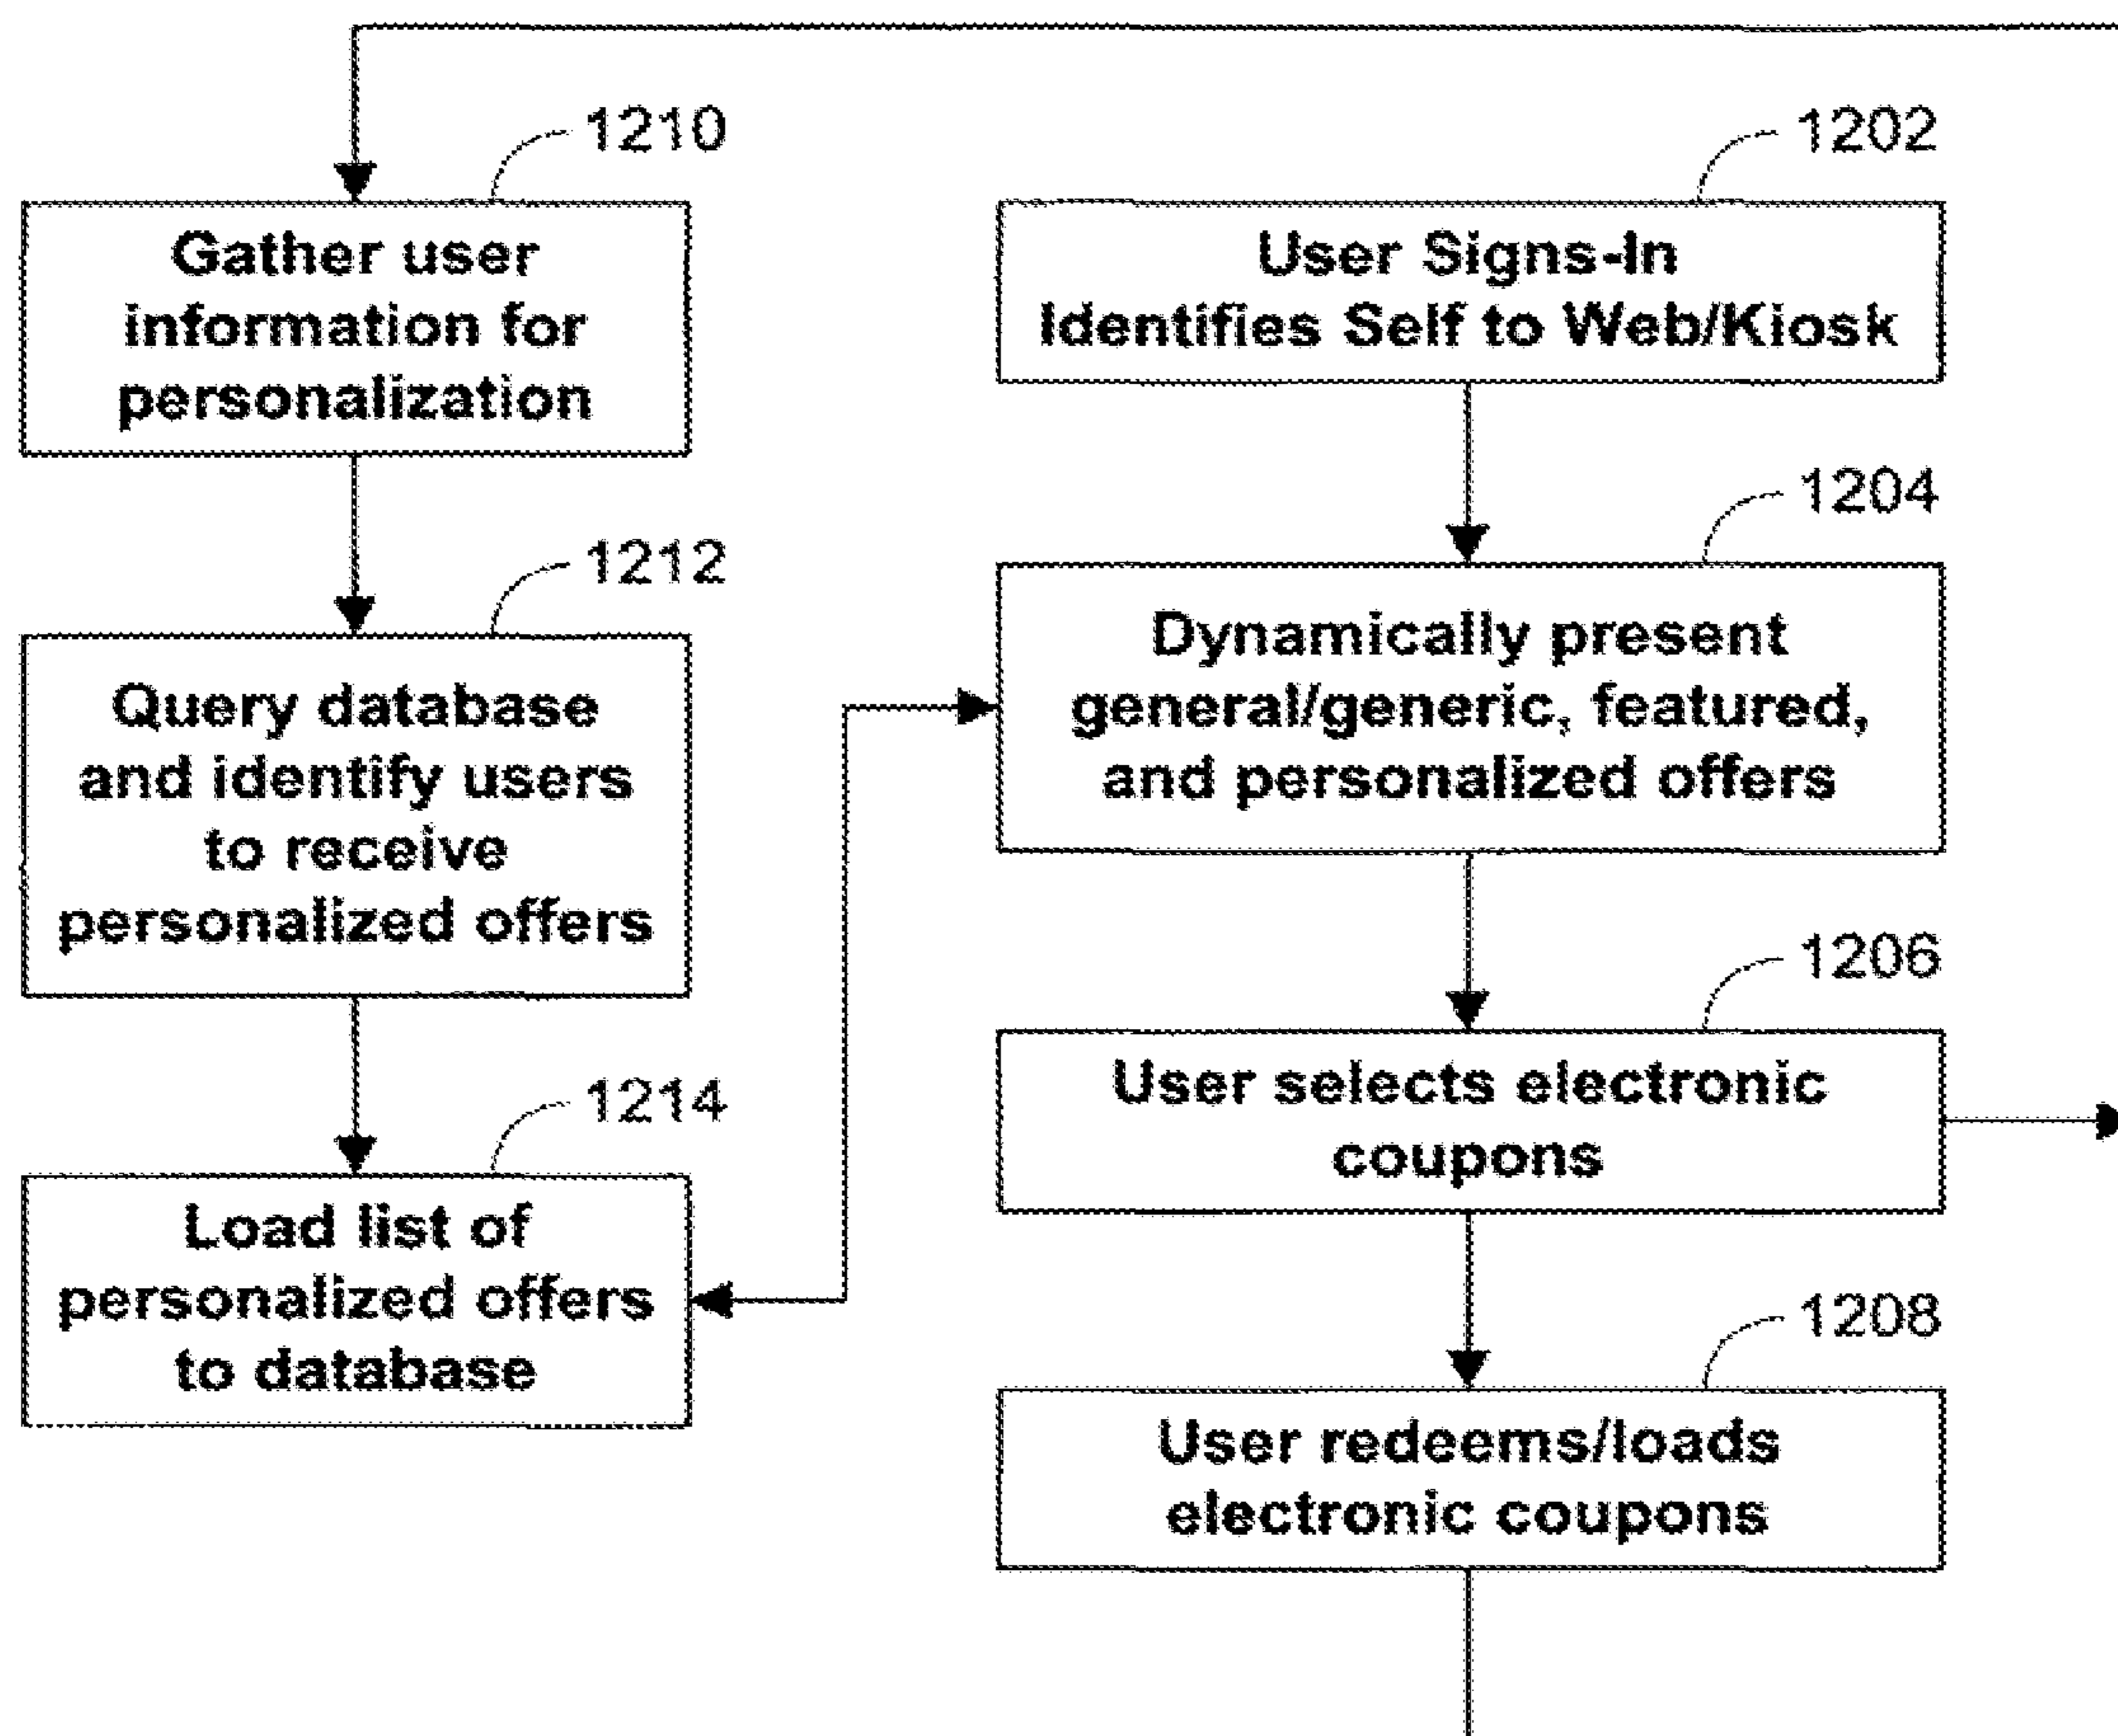 1210
Gather user
information for
personalization
1212
Query database
and identify users
to receive
personalized offers
1214
Load list of
personalized offers
to database
1202
User Signs-In
Identifies Self to Web/Kiosk
1204
Dynamically present
general/generic, featured,
and personalized offers
1206
User selects electronic
coupons
1208
User redeems/loads
electronic coupons